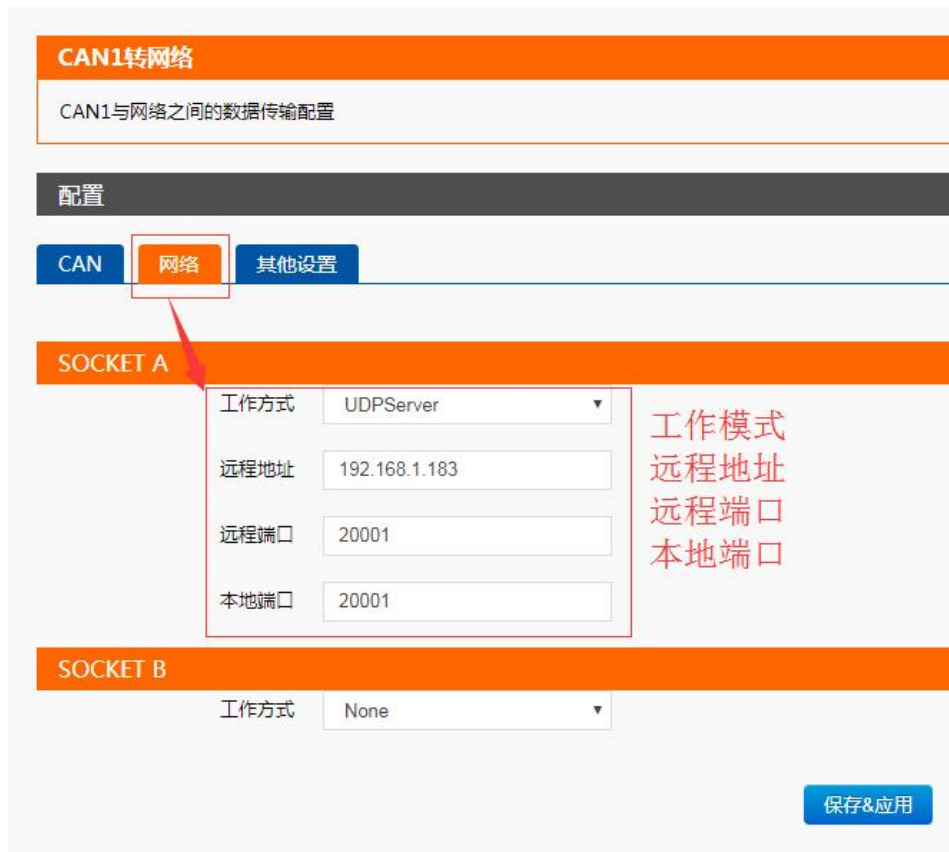 CAN1转网络
CAN1与网络之间的数据传输配置
配置
CAN 网络 其他设置
SOCKET A
工作方式 UDPServer
远程地址 192.168.1.183
远程端口 20001
本地端口 20001
工作模式
远程地址
远程端口
本地端口
SOCKET B
工作方式 None
保存&应用